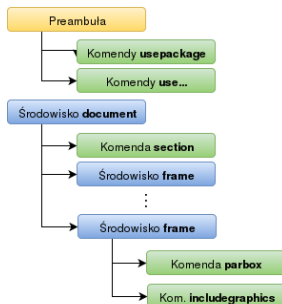 Preambuła
Komendy usepackage
Komendy use...
Środowisko document
Komenda section
Środowisko frame
Środowisko frame
Komenda parbox
Kom. includegraphics